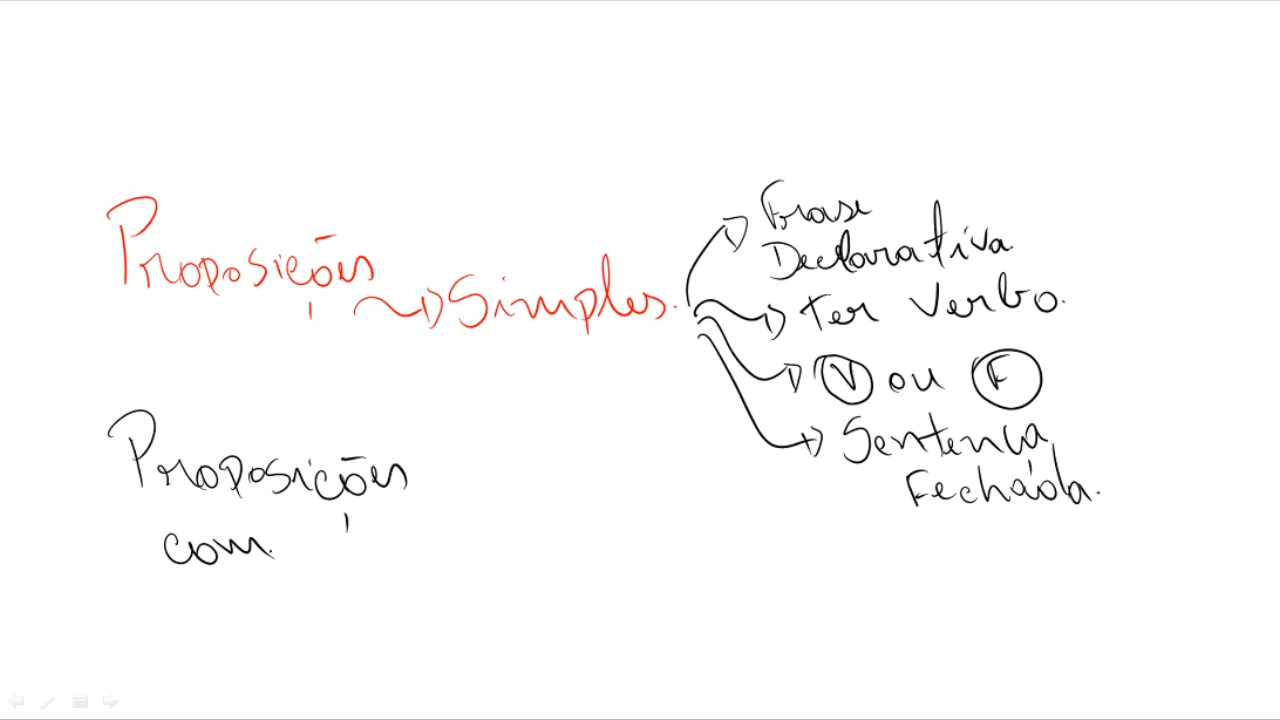 Proposições
Simples.
Frase
Declarativa.
Ter Verbo.
V ou F
Sentença
Fechada.
Proposições
com